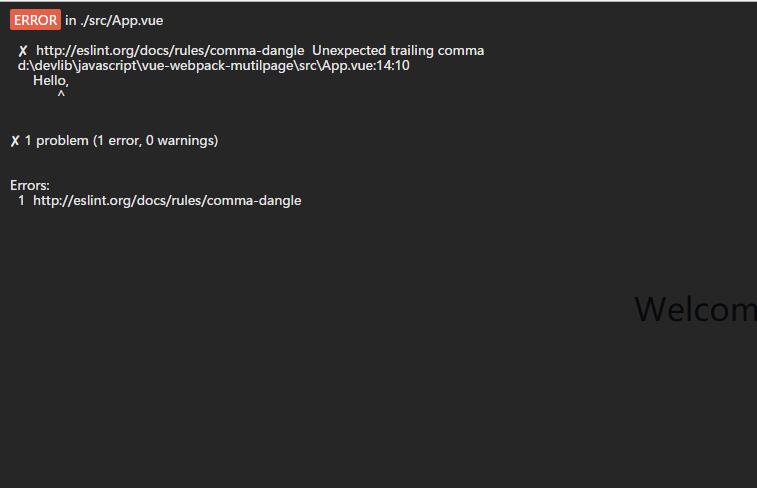 ERROR in ./src/App.vue
✘ http://eslint.org/docs/rules/comma-dangle Unexpected trailing comma
d:\devlib\javascript\vue-webpack-mutilpage\src\App.vue:14:10
Hello,
^
✘ 1 problem (1 error, 0 warnings)
Errors:
1 http://eslint.org/docs/rules/comma-dangle
Welcom